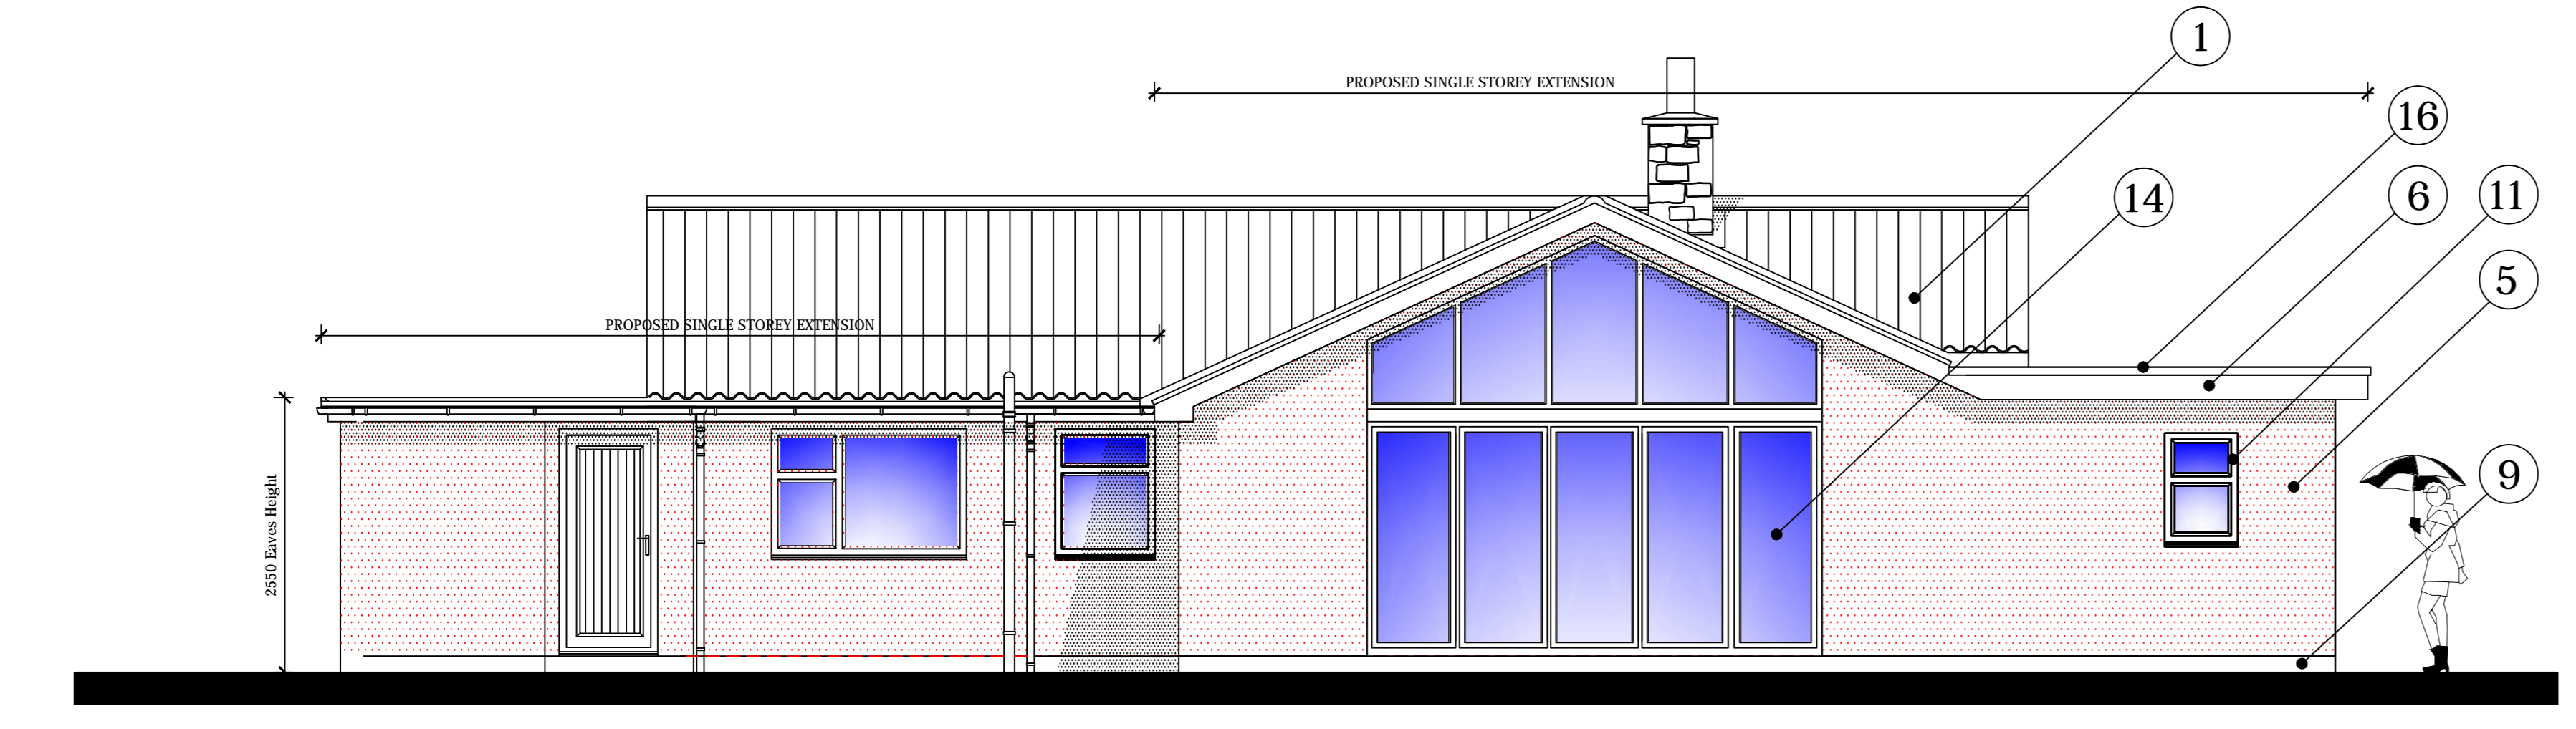 1
PROPOSED SINGLE STOREY EXTENSION
16
14
6
11
5
PROPOSED SINGLE STOREY EXTENSION
9
2550 Eaves Height